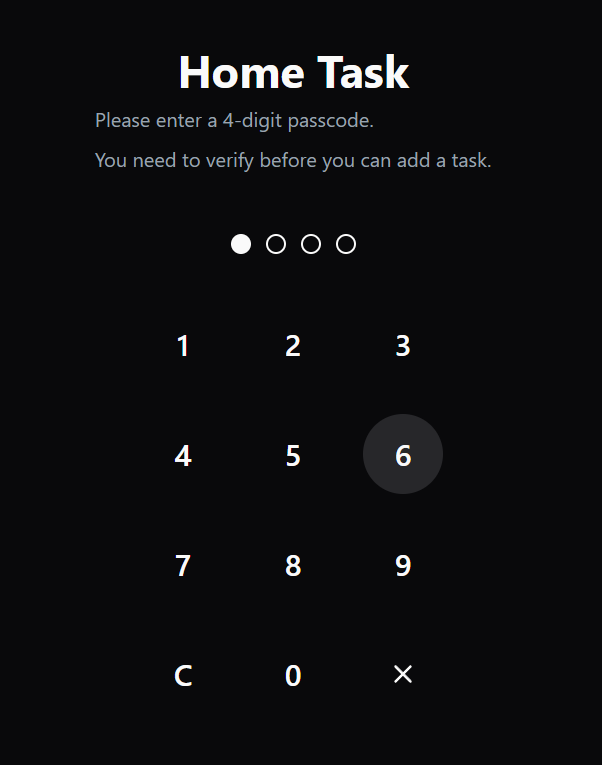 Home Task
Please enter a 4-digit passcode.
You need to verify before you can add a task.
1 2 3
4 5 6
7 8 9
C 0 ×